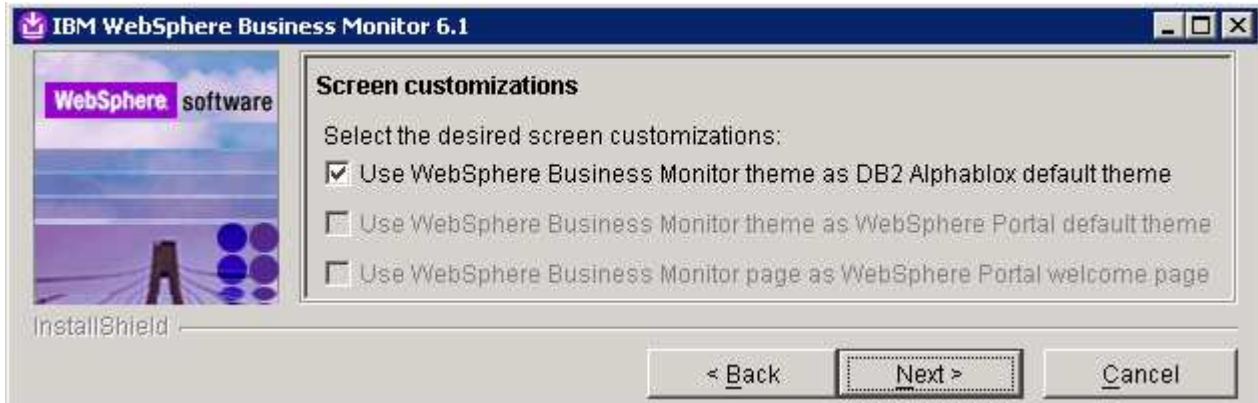 IBM WebSphere Business Monitor 6.1
WebSphere software
Screen customizations
Select the desired screen customizations:
Use WebSphere Business Monitor theme as DB2 Alphablox default theme
Use WebSphere Business Monitor theme as WebSphere Portal default theme
Use WebSphere Business Monitor page as WebSphere Portal welcome page
InstallShield
< Back
Next >
Cancel